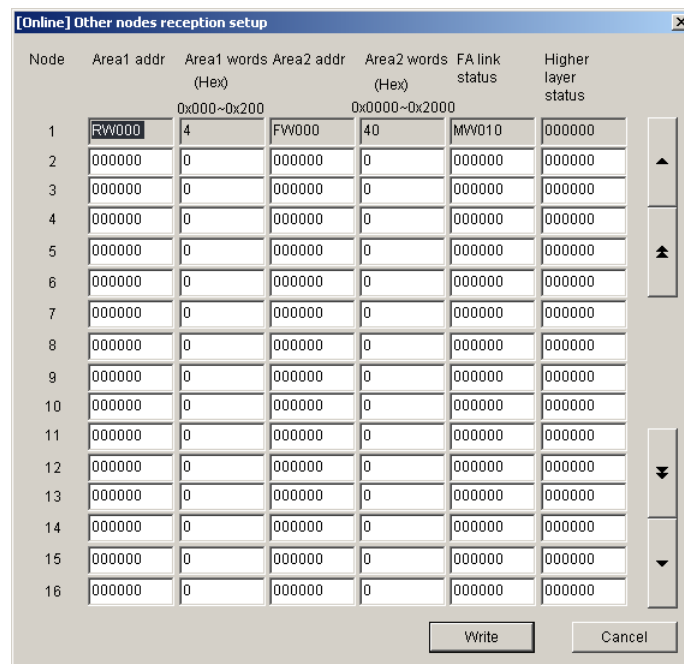 [Online] Other nodes reception setup
Node Area1 addr Area1 words Area2 addr Area2 words FA link Higher
(Hex) (Hex) status layer
status
0x000~0x200 0x0000~0x2000
1 RW000 4 FW000 40 MW010 000000
2 000000 0 000000 0 000000 000000
3 000000 0 000000 0 000000 000000
4 000000 0 000000 0 000000 000000
5 000000 0 000000 0 000000 000000
6 000000 0 000000 0 000000 000000
7 000000 0 000000 0 000000 000000
8 000000 0 000000 0 000000 000000
9 000000 0 000000 0 000000 000000
10 000000 0 000000 0 000000 000000
11 000000 0 000000 0 000000 000000
12 000000 0 000000 0 000000 000000
13 000000 0 000000 0 000000 000000
14 000000 0 000000 0 000000 000000
15 000000 0 000000 0 000000 000000
16 000000 0 000000 0 000000 000000
Write Cancel